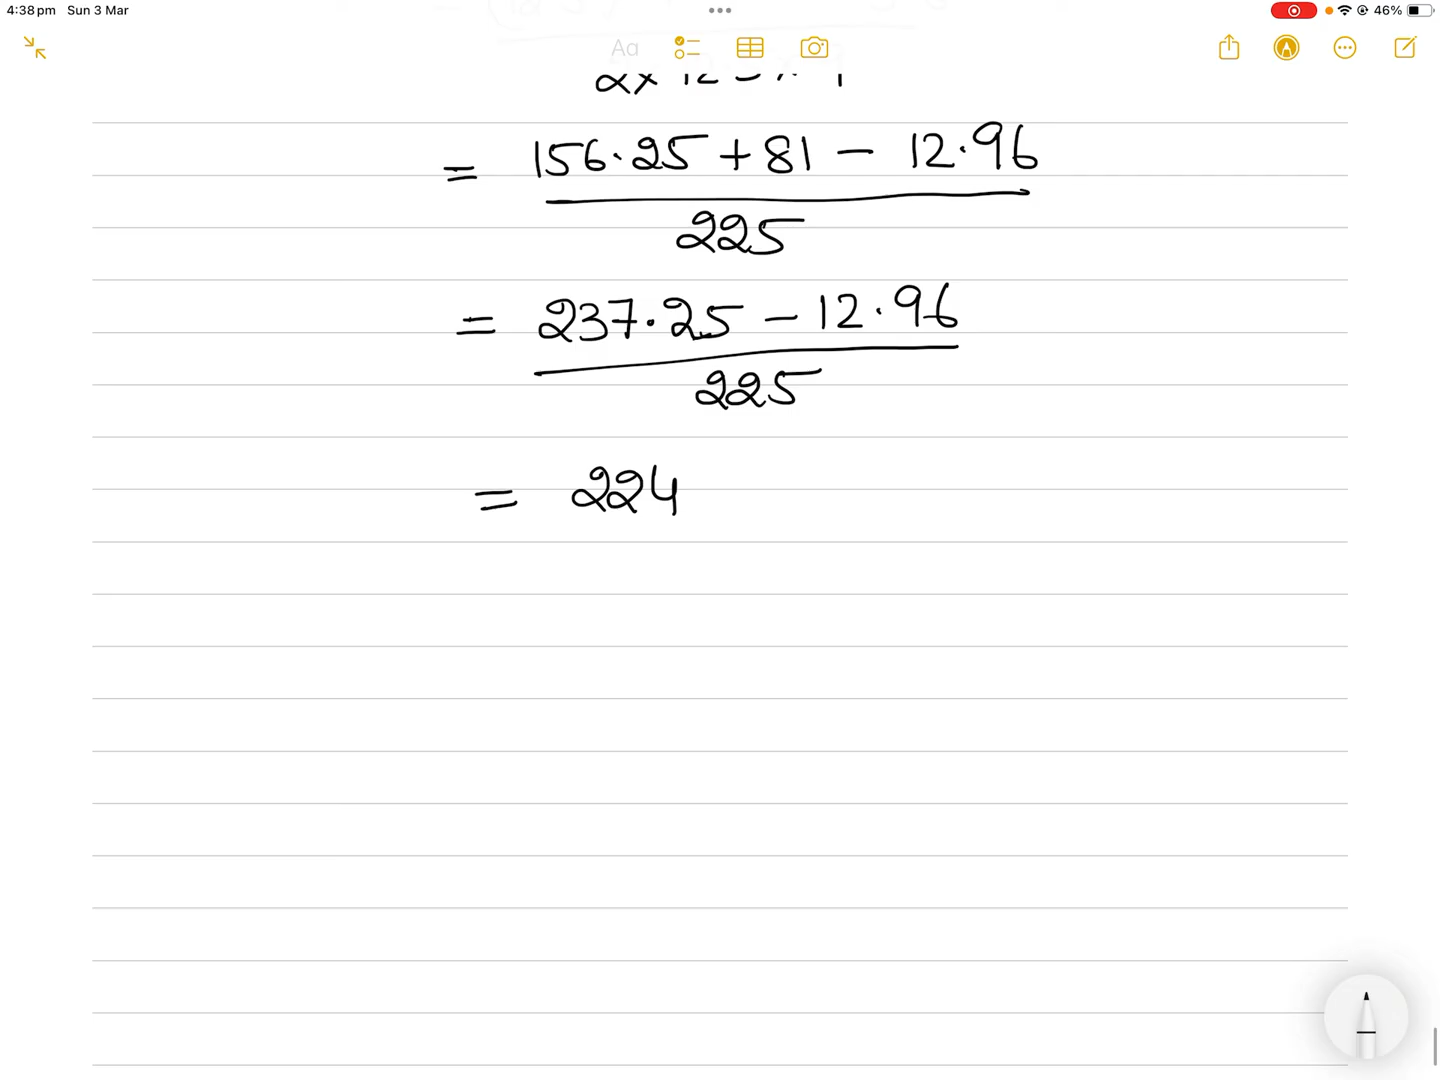 4:38 pm Sun 3 Mar
46%
Aa
= 156.25 + 81 - 12.96
225
= 237.25 - 12.96
225
= 224